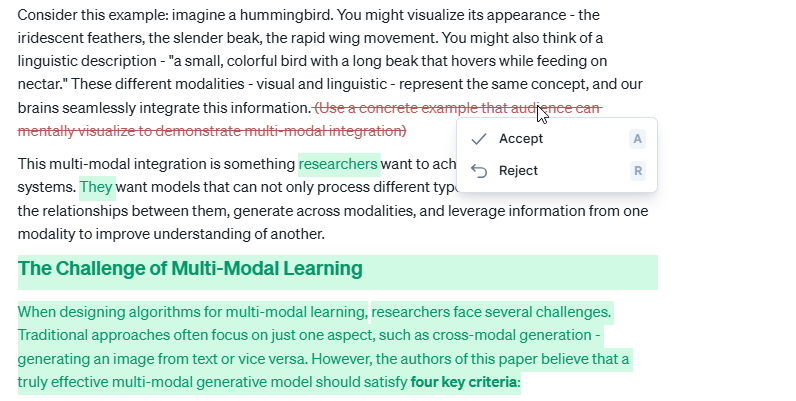 Consider this example: imagine a hummingbird. You might visualize its appearance - the
iridescent feathers, the slender beak, the rapid wing movement. You might also think of a
linguistic description - "a small, colorful bird with a long beak that hovers while feeding on
nectar." These different modalities - visual and linguistic - represent the same concept, and our
brains seamlessly integrate this information. (Use a concrete example that audience can
mentally visualize to demonstrate multi-modal integration)
Accept A
Reject R
This multi-modal integration is something researchers want to
systems. They want models that can not only process different
the relationships between them, generate across modalities, and leverage information from one
modality to improve understanding of another.
The Challenge of Multi-Modal Learning
When designing algorithms for multi-modal learning, researchers face several challenges.
Traditional approaches often focus on just one aspect, such as cross-modal generation -
generating an image from text or vice versa. However, the authors of this paper believe that a
truly effective multi-modal generative model should satisfy four key criteria: